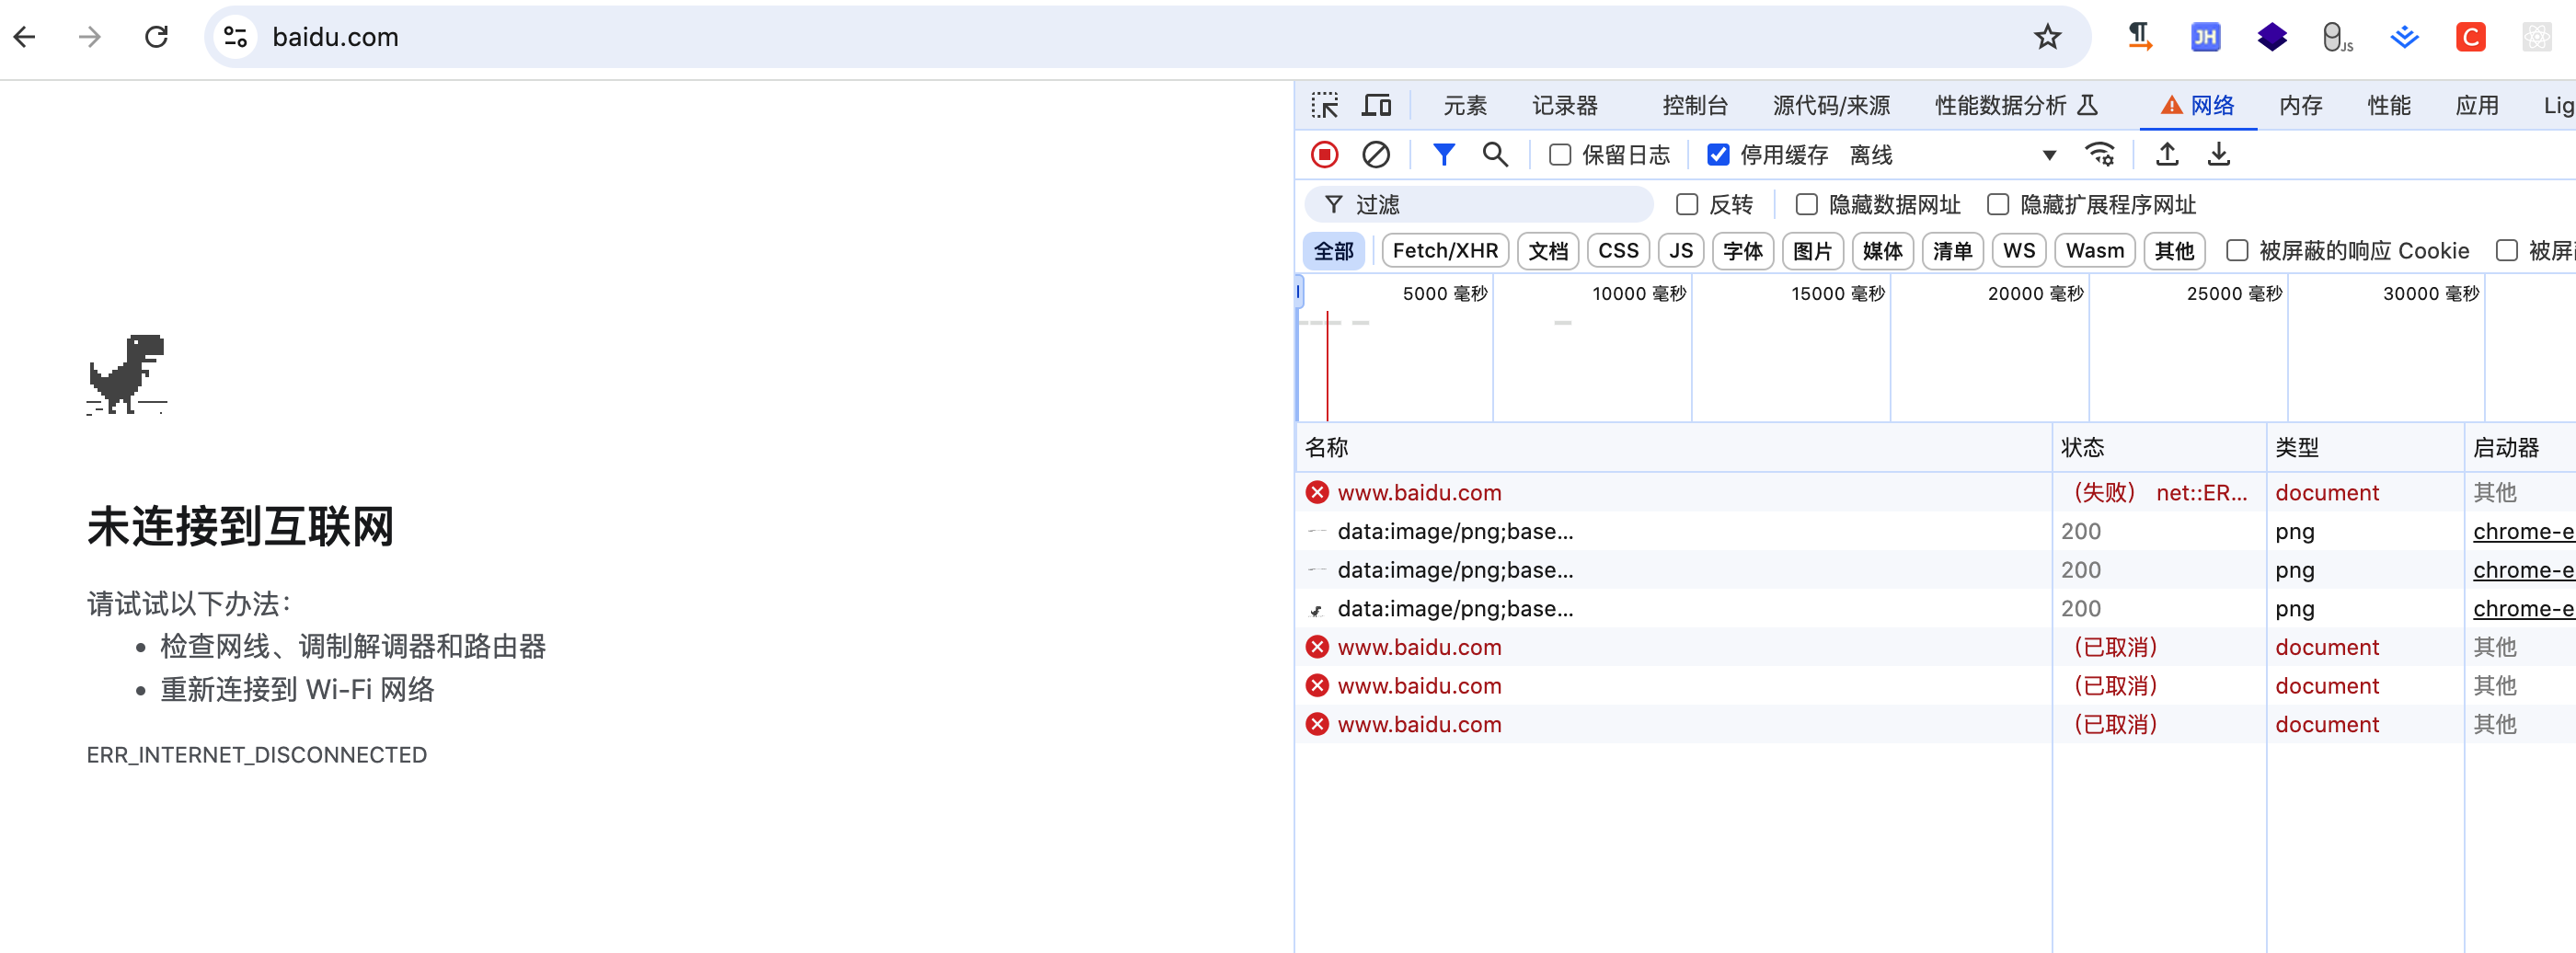 baidu.com
JH
JS
C
元素 记录器 控制台 源代码/来源 性能数据分析 网络 内存 性能 应用 Lig
保留日志 停用缓存 离线
过滤 反转 隐藏数据网址 隐藏扩展程序网址
全部 Fetch/XHR 文档 CSS JS 字体 图片 媒体 清单 WS Wasm 其他 被屏蔽的响应 Cookie 被屏
5000 毫秒 10000 毫秒 15000 毫秒 20000 毫秒 25000 毫秒 30000 毫秒
名称 状态 类型 启动器
www.baidu.com （失败） net::ER... document 其他
data:image/png;base... 200 png chrome-e
data:image/png;base... 200 png chrome-e
data:image/png;base... 200 png chrome-e
www.baidu.com （已取消） document 其他
www.baidu.com （已取消） document 其他
www.baidu.com （已取消） document 其他
未连接到互联网
请试试以下办法：
• 检查网线、调制解调器和路由器
• 重新连接到 Wi-Fi 网络
ERR_INTERNET_DISCONNECTED